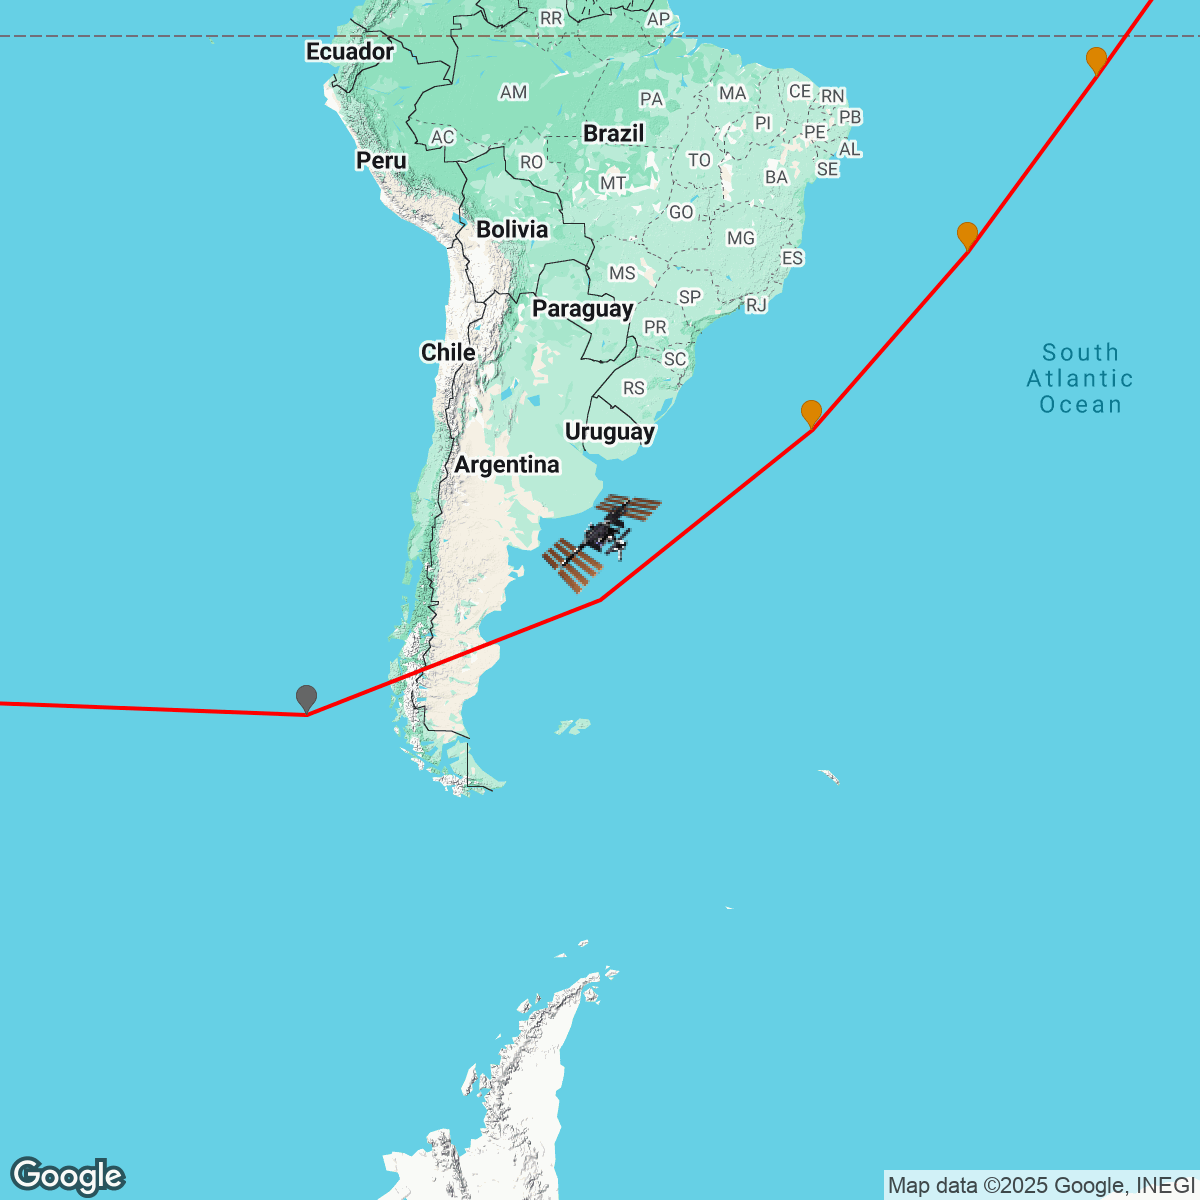 RR
AP
Ecuador
AM
PA
MA
CE
RN
PI
PB
PE
Brazil
AC
AL
Peru
RO
TO
SE
MT
BA
GO
Bolivia
MG
ES
MS
SP
RJ
Paraguay
PR
Chile
SC
South
Atlantic
Ocean
RS
Uruguay
Argentina
Google
Map data ©2025 Google, INEGI